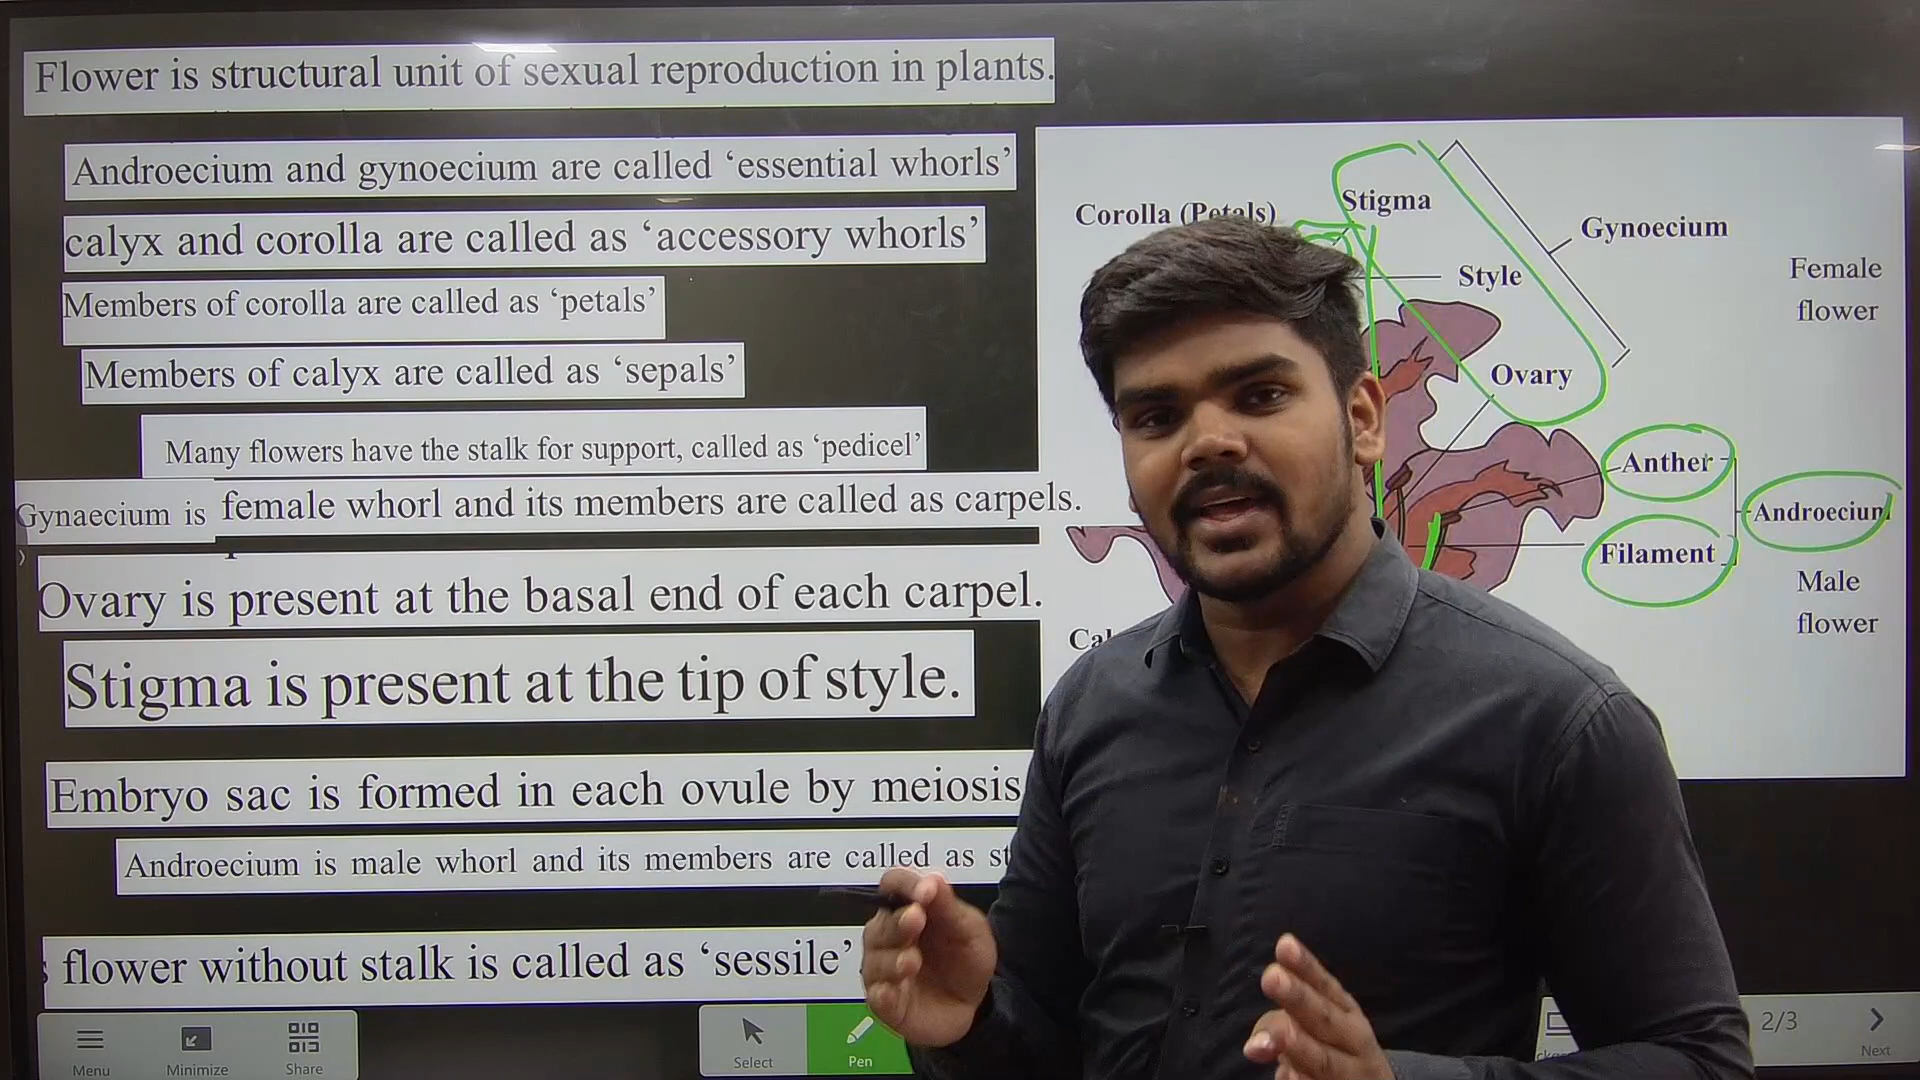 Flower is structural unit of sexual reproduction in plants.
Androecium and gynoecium are called ‘essential whorls’
calyx and corolla are called as ‘accessory whorls’
Members of corolla are called as ‘petals’
Members of calyx are called as ‘sepals’
Many flowers have the stalk for support, called as ‘pedicel’
Gynaecium is female whorl and its members are called as carpels.
Ovary is present at the basal end of each carpel.
Stigma is present at the tip of style.
Embryo sac is formed in each ovule by meiosis
Androecium is male whorl and its members are called as
flower without stalk is called as ‘sessile’
Corolla (Petals)
Stigma
Gynoecium
Style
Female
flower
Ovary
Anther
Androecium
Filament
Male
flower
Menu
Minimize
Share
Select
Pen
2/3
Next